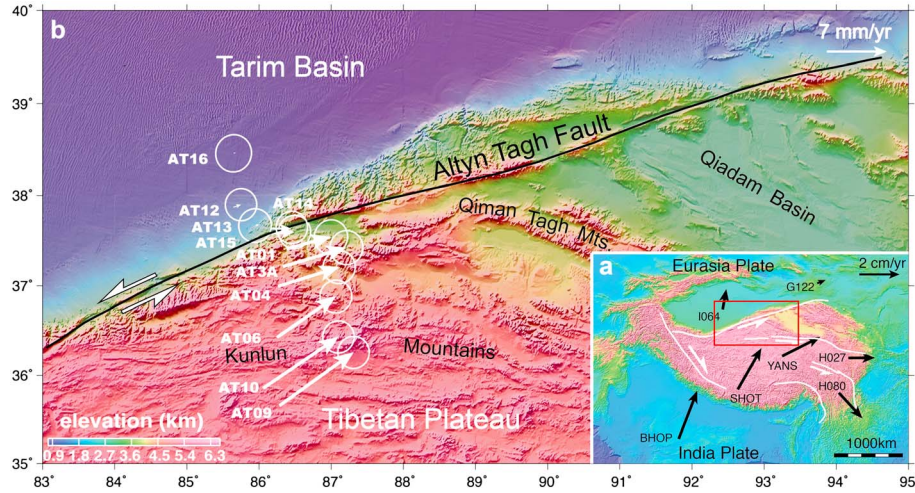 40°
b
7 mm/yr
Tarim Basin
39°
Altyn Tagh Fault
AT16
Qiadam Basin
38°
AT12
AT14
AT13
AT15
Qiman Tagh Mts.
AT01
AT3A
37°
AT04
a
Eurasia Plate
2 cm/yr
G122
I064
AT06
36°
Kunlun
Mountains
YANS
H027
AT10
SHOT
H080
AT09
elevation (km)
Tibetan Plateau
BHOP
0.9 1.8 2.7 3.6 4.5 5.4 6.3
India Plate
1000km
35°
83° 84° 85° 86° 87° 88° 89° 90° 91° 92° 93° 94° 95°